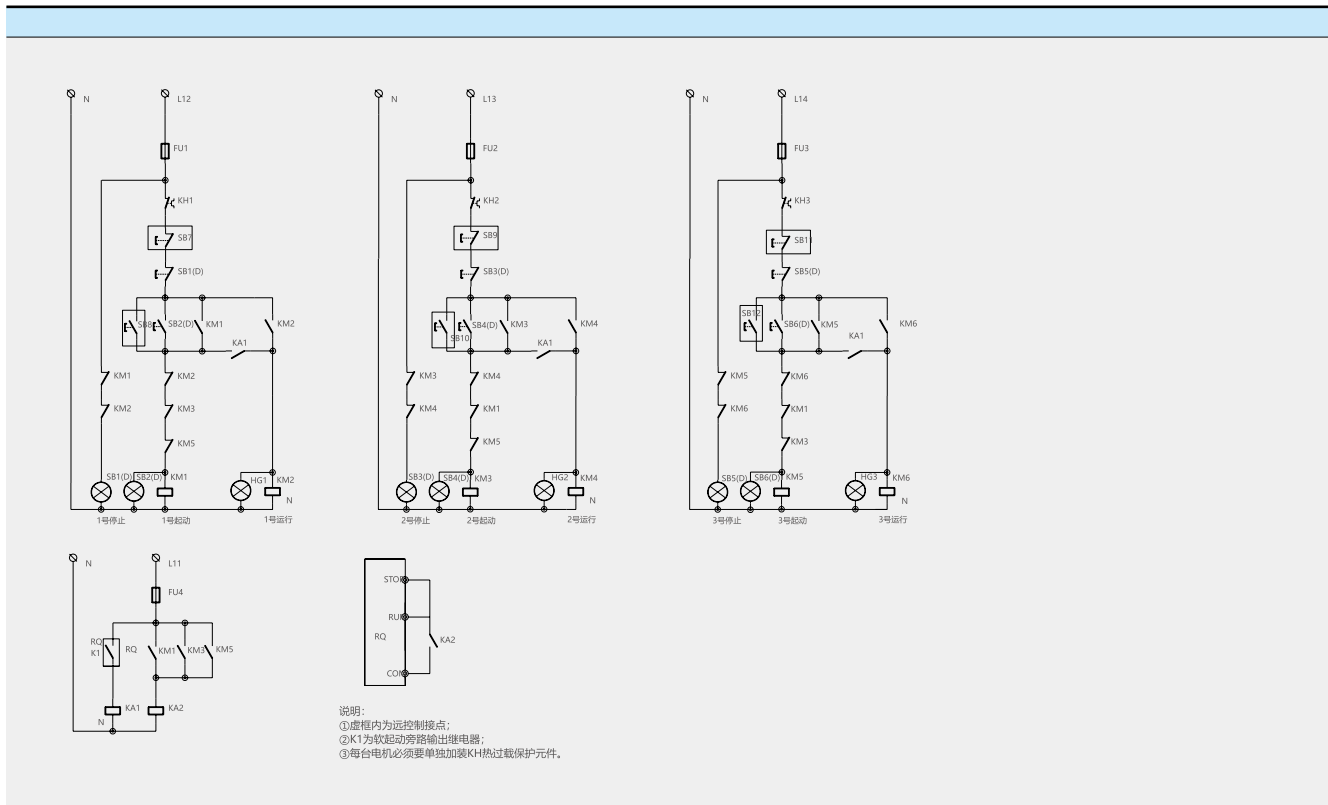 N L12 N L13 N L14
FU1 FU2 FU3
KH1 KH2 KH3
SB7 SB9 SB11
SB1(D) SB3(D) SB5(D)
SB8 SB2(D) KM1 KM2 SB10 SB4(D) KM3 KM4 SB12 SB6(D) KM5 KM6
KA1 KA1 KA1
KM1 KM2 KM3 KM4 KM5 KM6
KM2 KM3 KM4 KM1 KM6 KM1
KM5 KM5 KM3
SB1(D) SB2(D) KM1 HG1 KM2 SB3(D) SB4(D) KM3 HG2 KM4 SB5(D) SB6(D) KM5 HG3 KM6
N N N
1号停止 1号起动 1号运行 2号停止 2号起动 2号运行 3号停止 3号起动 3号运行
N L11
FU4
RQ
K1 RQ KM1 KM3 KM5
KA1 KA2
N
STOP
RUN
RQ KA2
COM
说明：
①虚框内为远控制接点；
②K1为软起动旁路输出继电器；
③每台电机必须要单独加装KH热过载保护元件。